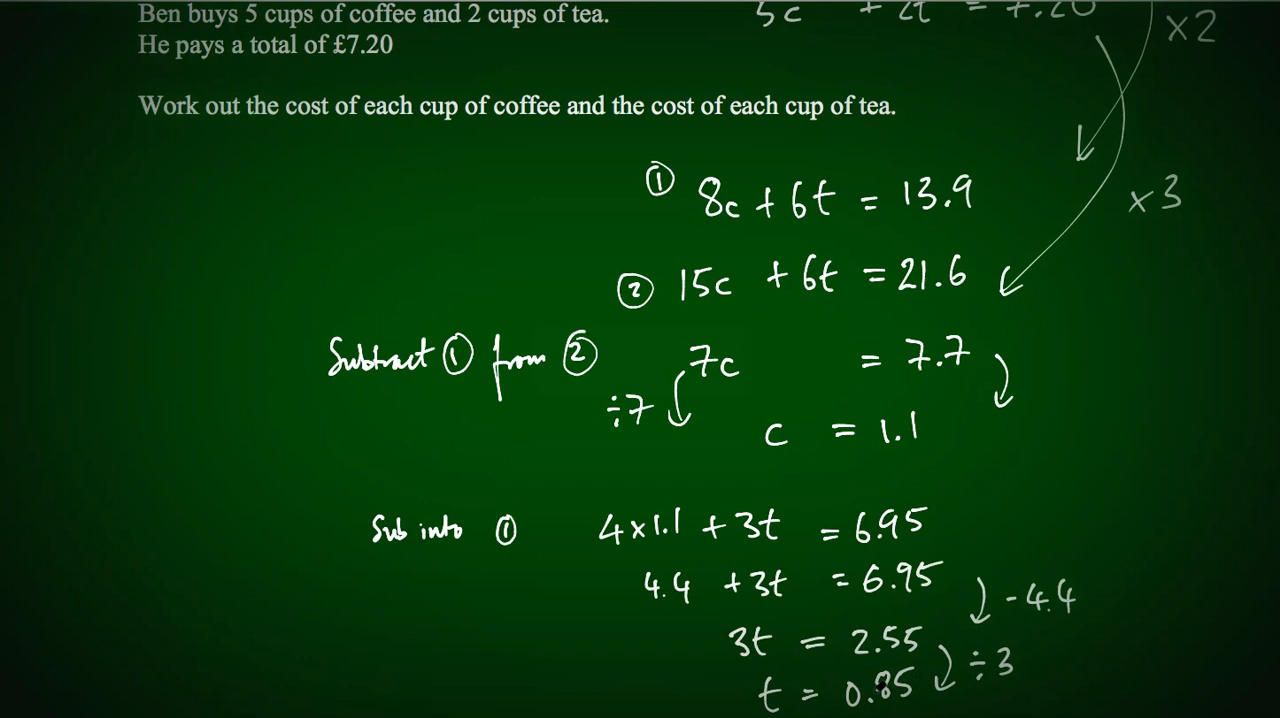 Ben buys 5 cups of coffee and 2 cups of tea.
5c + 2t = 7.20
×2
He pays a total of £7.20
Work out the cost of each cup of coffee and the cost of each cup of tea.
① 8c + 6t = 13.9
×3
② 15c + 6t = 21.6
Subtract ① from ② 7c = 7.7
÷7
c = 1.1
Sub into ① 4×1.1 + 3t = 6.95
4.4 + 3t = 6.95
-4.4
3t = 2.55
÷3
t = 0.85